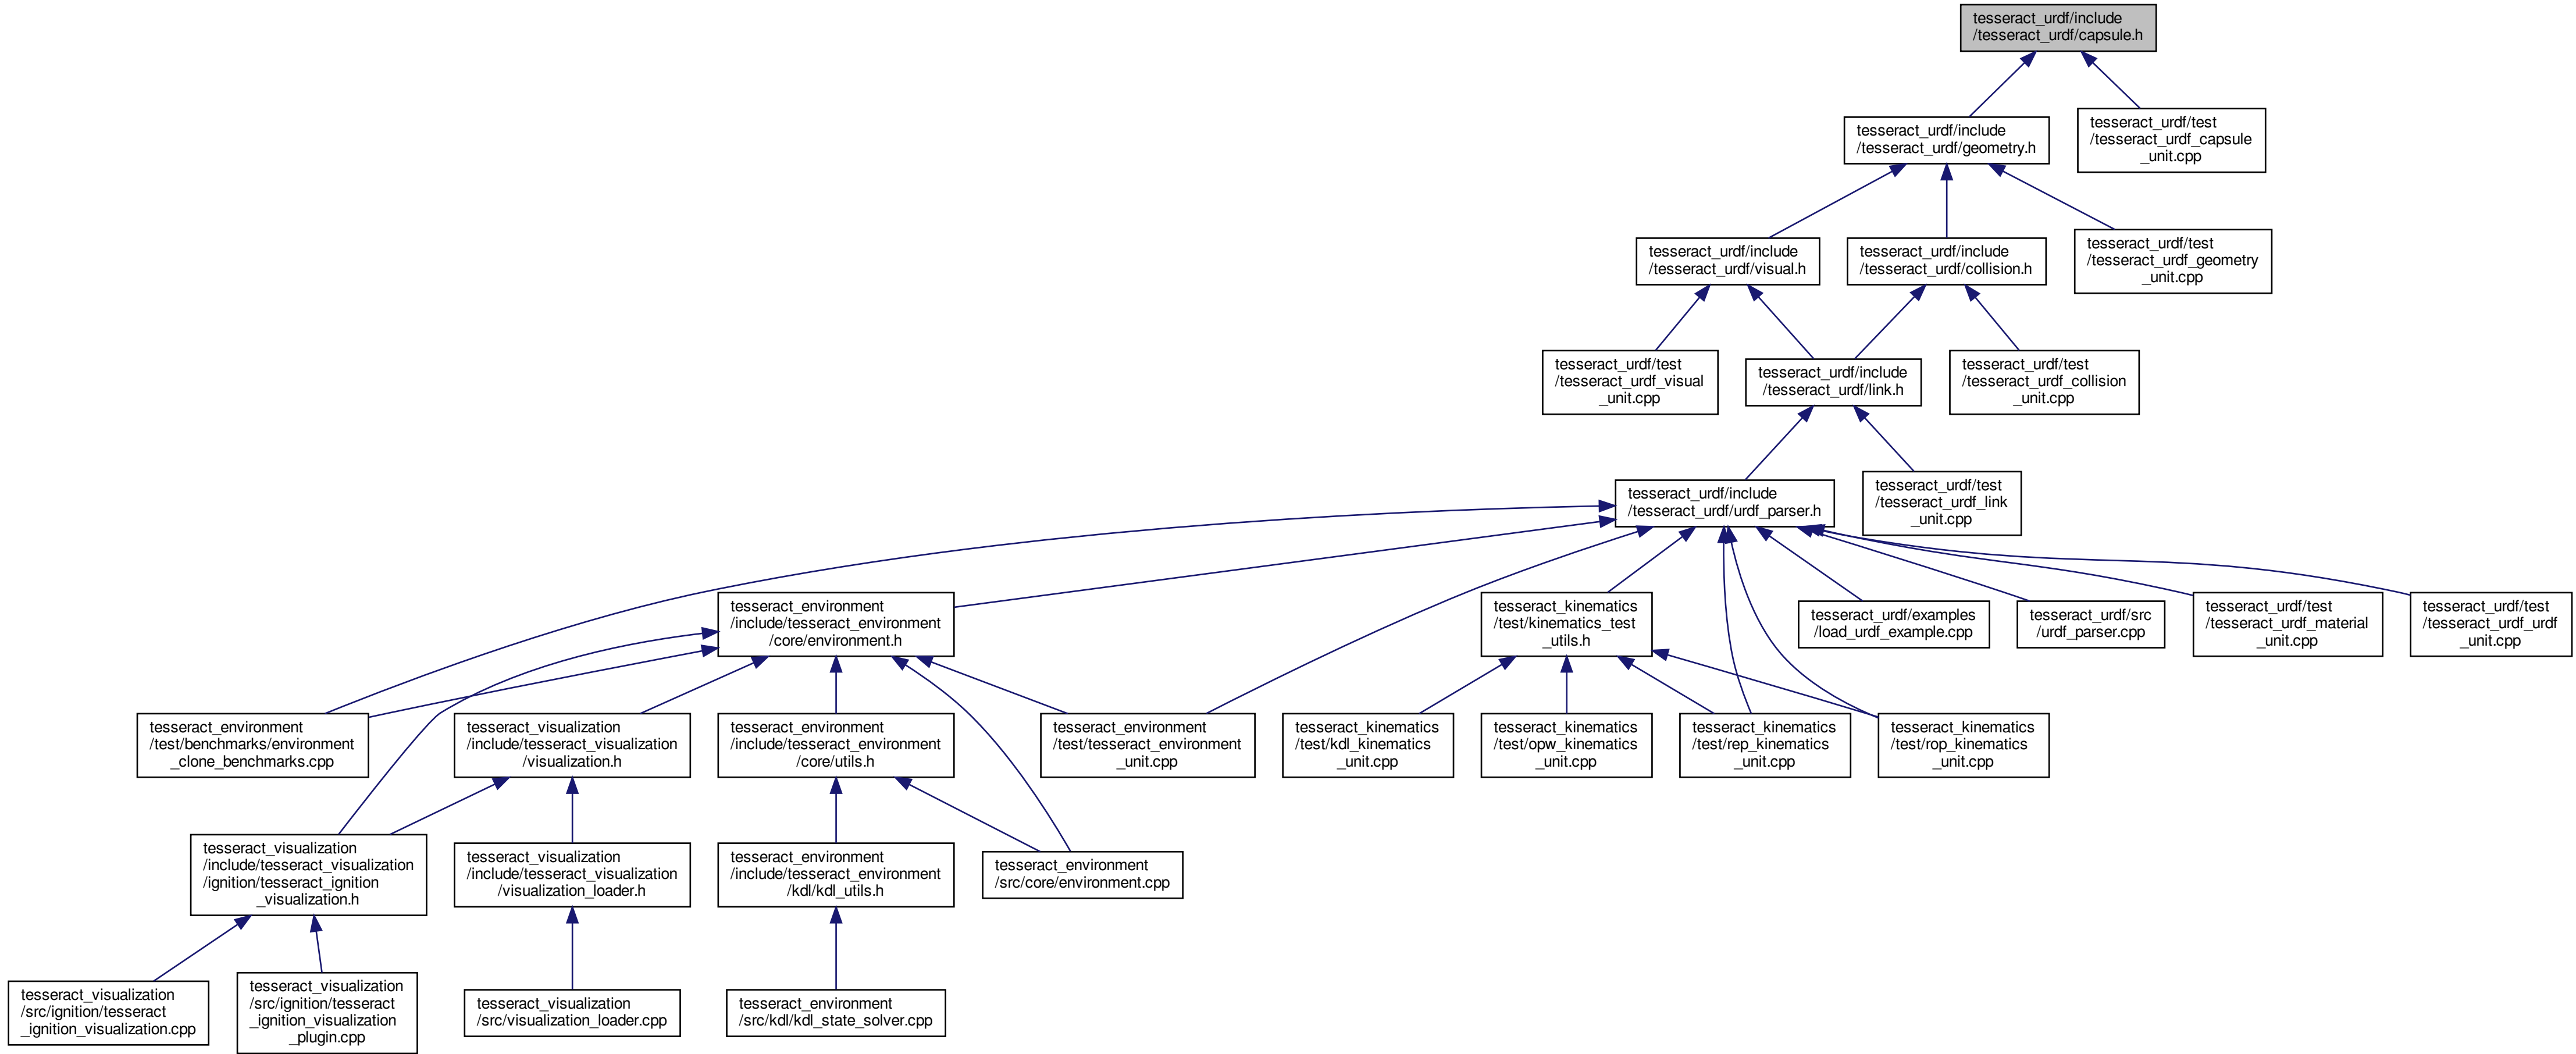 tesseract_urdf/include
/tesseract_urdf/capsule.h
tesseract_urdf/include
/tesseract_urdf/geometry.h
tesseract_urdf/test
/tesseract_urdf_capsule
_unit.cpp
tesseract_urdf/include
/tesseract_urdf/visual.h
tesseract_urdf/include
/tesseract_urdf/collision.h
tesseract_urdf/test
/tesseract_urdf_geometry
_unit.cpp
tesseract_urdf/test
/tesseract_urdf_visual
_unit.cpp
tesseract_urdf/include
/tesseract_urdf/link.h
tesseract_urdf/test
/tesseract_urdf_collision
_unit.cpp
tesseract_urdf/include
/tesseract_urdf/urdf_parser.h
tesseract_urdf/test
/tesseract_urdf_link
_unit.cpp
tesseract_environment
/include/tesseract_environment
/core/environment.h
tesseract_kinematics
/test/kinematics_test
_utils.h
tesseract_urdf/examples
/load_urdf_example.cpp
tesseract_urdf/src
/urdf_parser.cpp
tesseract_urdf/test
/tesseract_urdf_material
_unit.cpp
tesseract_urdf/test
/tesseract_urdf_urdf
_unit.cpp
tesseract_environment
/test/benchmarks/environment
_clone_benchmarks.cpp
tesseract_visualization
/include/tesseract_visualization
/visualization.h
tesseract_environment
/include/tesseract_environment
/core/utils.h
tesseract_environment
/test/tesseract_environment
_unit.cpp
tesseract_kinematics
/test/kdl_kinematics
_unit.cpp
tesseract_kinematics
/test/opw_kinematics
_unit.cpp
tesseract_kinematics
/test/rep_kinematics
_unit.cpp
tesseract_kinematics
/test/rop_kinematics
_unit.cpp
tesseract_visualization
/include/tesseract_visualization
/ignition/tesseract_ignition
_visualization.h
tesseract_visualization
/include/tesseract_visualization
/visualization_loader.h
tesseract_environment
/include/tesseract_environment
/kdl/kdl_utils.h
tesseract_environment
/src/core/environment.cpp
tesseract_visualization
/src/ignition/tesseract
_ignition_visualization.cpp
tesseract_visualization
/src/ignition/tesseract
_ignition_visualization
_plugin.cpp
tesseract_visualization
/src/visualization_loader.cpp
tesseract_environment
/src/kdl/kdl_state_solver.cpp